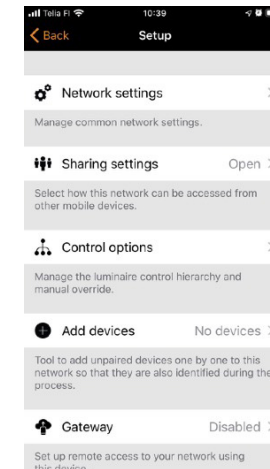 Telia FI 10:39
Back Setup
Network settings
Manage common network settings.
Sharing settings Open
Select how this network can be accessed from
other mobile devices.
Control options
Manage the luminaire control hierarchy and
manual override.
Add devices No devices
Tool to add unpaired devices one by one to this
network so that they are also identified during the
process.
Gateway Disabled
Set up remote access to your network using
this device.